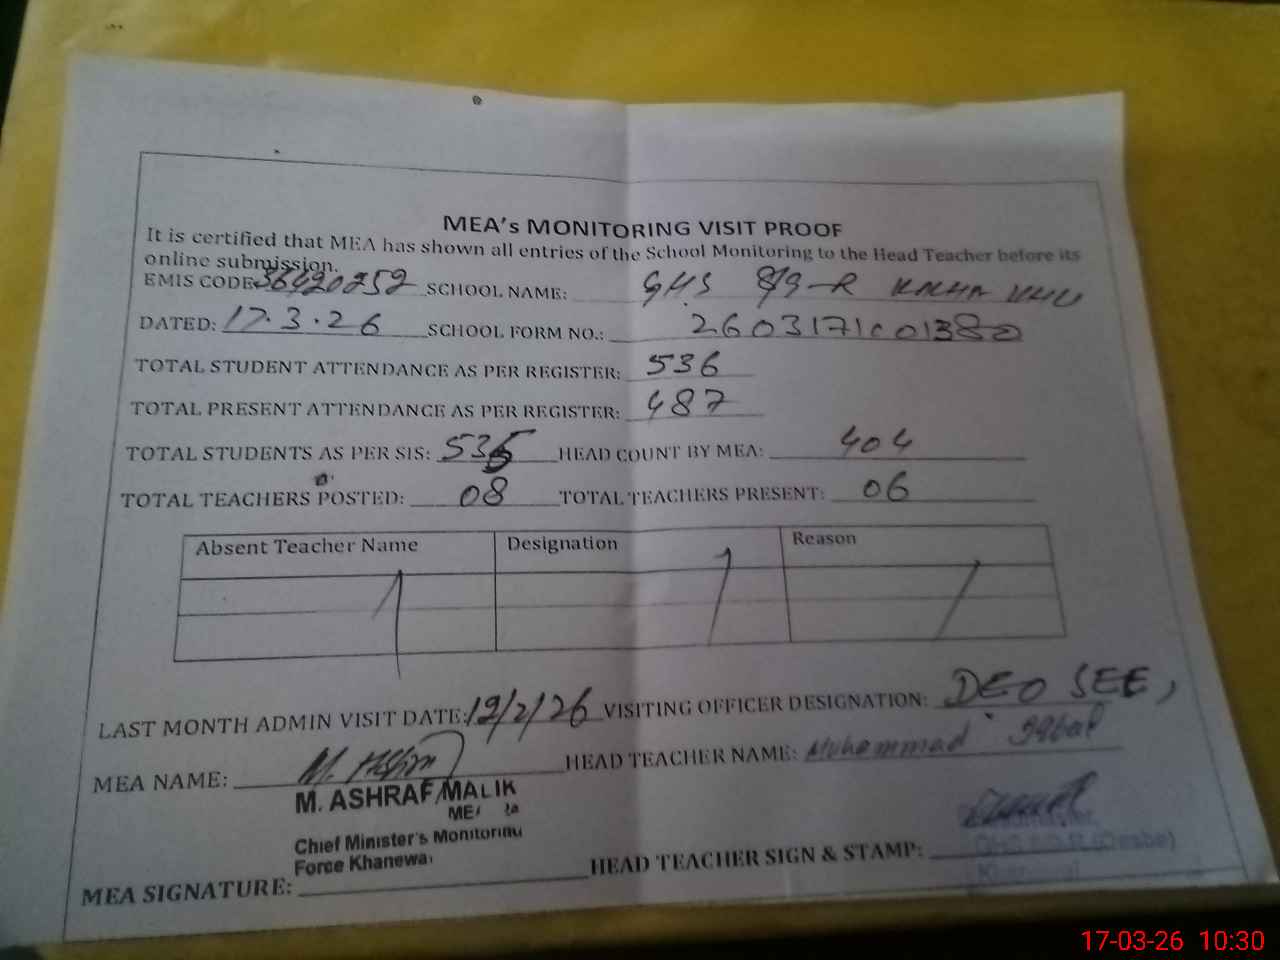 MEA's MONITORING VISIT PROOF
It is certified that MEA has shown all entries of the School Monitoring to the Head Teacher before its
online submission.
EMIS CODE 36420252 SCHOOL NAME: GHS 8/9-R
DATED: 17.3.26 SCHOOL FORM NO.:
TOTAL STUDENT ATTENDANCE AS PER REGISTER: 536
TOTAL PRESENT ATTENDANCE AS PER REGISTER: 487
TOTAL STUDENTS AS PER SIS: HEAD COUNT BY MEA: 404
TOTAL TEACHERS POSTED: 08 TOTAL TEACHERS PRESENT: 06
Absent Teacher Name Designation Reason
LAST MONTH ADMIN VISIT DATE: 19/2/26 VISITING OFFICER DESIGNATION: DEO SEE,
MEA NAME: HEAD TEACHER NAME: Muhammad Iqbal
M. ASHRAF MALIK
Chief Minister's Monitoring
Force Khanewal
MEA SIGNATURE: HEAD TEACHER SIGN & STAMP:
17-03-26 10:30